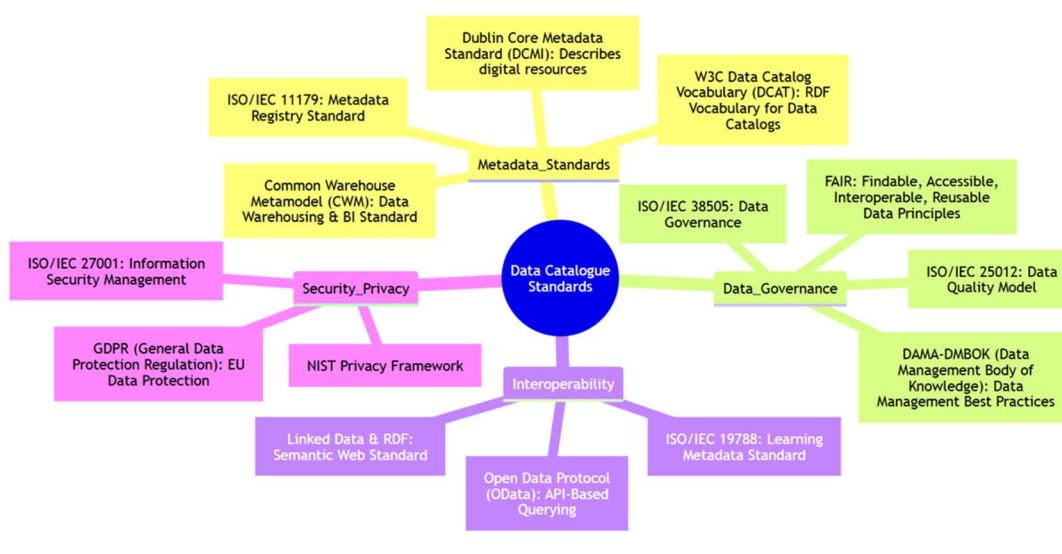 Dublin Core Metadata
Standard (DCMI): Describes
digital resources
W3C Data Catalog
Vocabulary (DCAT): RDF
Vocabulary for Data
Catalogs
ISO/IEC 11179: Metadata
Registry Standard
Metadata_Standards
Common Warehouse
Metamodel (CWM): Data
Warehousing & BI Standard
ISO/IEC 38505: Data
Governance
FAIR: Findable, Accessible,
Interoperable, Reusable
Data Principles
ISO/IEC 27001: Information
Security Management
Security_Privacy
Data Catalogue
Standards
Data_Governance
ISO/IEC 25012: Data
Quality Model
GDPR (General Data
Protection Regulation): EU
Data Protection
NIST Privacy Framework
Interoperability
DAMA-DMBOK (Data
Management Body of
Knowledge): Data
Management Best Practices
Linked Data & RDF:
Semantic Web Standard
Open Data Protocol
(OData): API-Based
Querying
ISO/IEC 19788: Learning
Metadata Standard